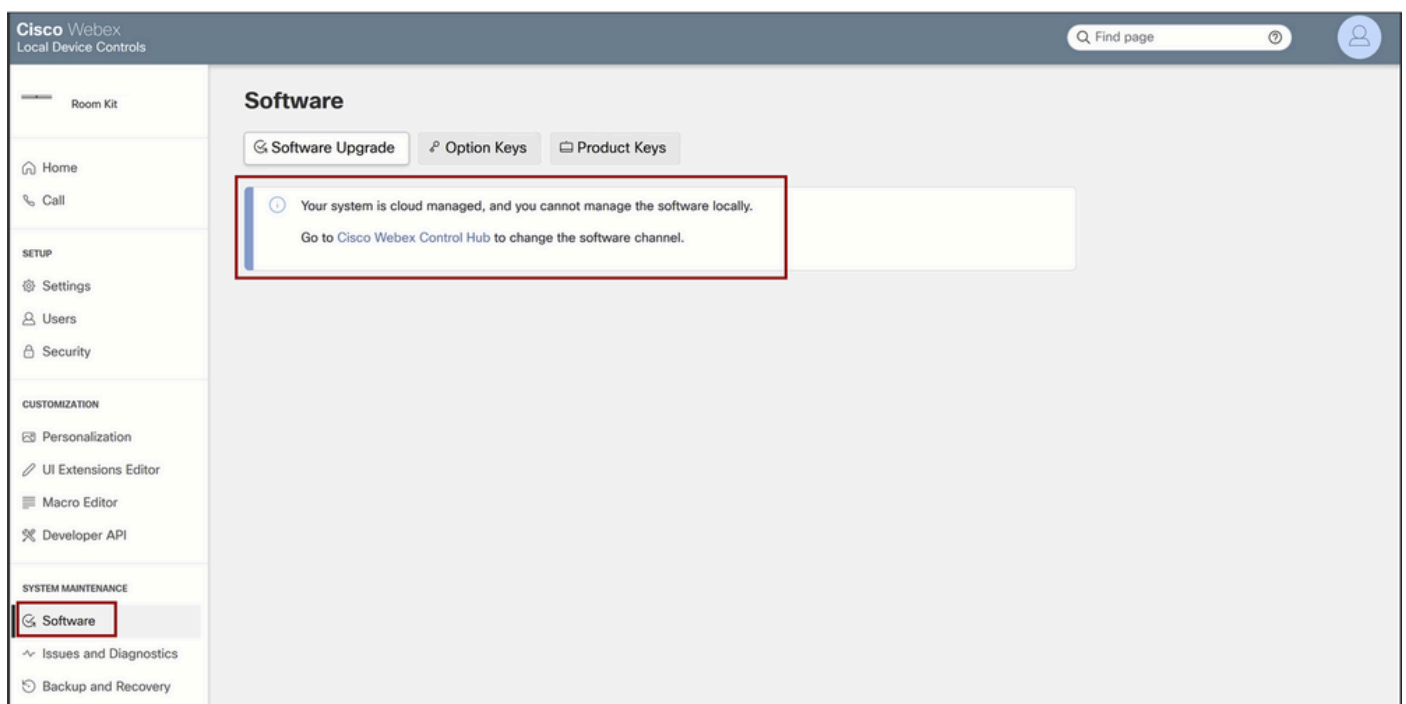 Cisco Webex
Local Device Controls
Find page
Room Kit
Home
Call
SETUP
Settings
Users
Security
CUSTOMIZATION
Personalization
UI Extensions Editor
Macro Editor
Developer API
SYSTEM MAINTENANCE
Software
Issues and Diagnostics
Backup and Recovery
Software
Software Upgrade Option Keys Product Keys
Your system is cloud managed, and you cannot manage the software locally.
Go to Cisco Webex Control Hub to change the software channel.